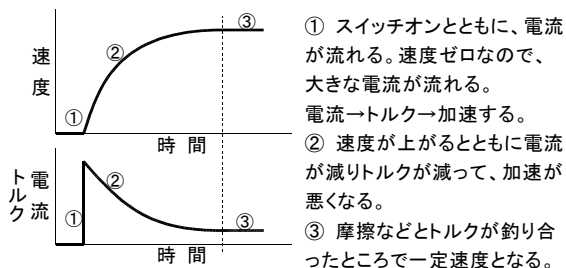 速度
①
②
③
時 間
トルク
電流
①
②
③
時 間
① スイッチオンとともに、電流
が流れる。速度ゼロなので、
大きな電流が流れる。
電流→トルク→加速する。
② 速度が上がるとともに電流
が減りトルクが減って、加速が
悪くなる。
③ 摩擦などとトルクが釣り合
ったところで一定速度となる。